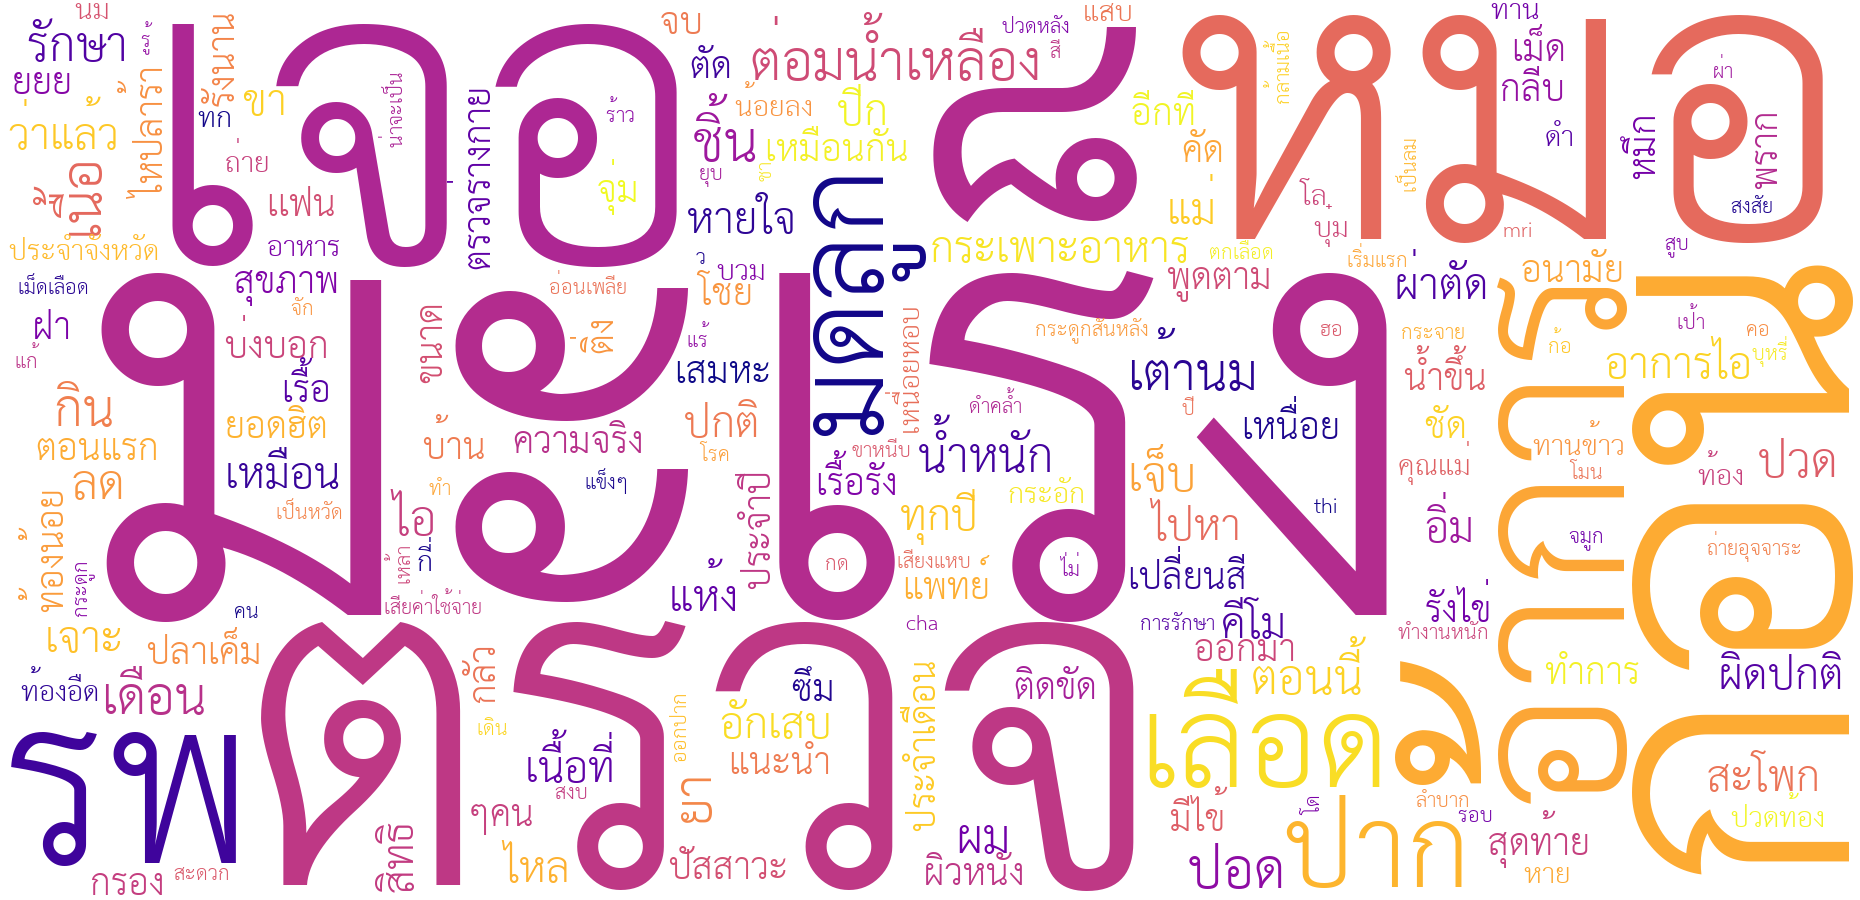 นม
รักษา
ยยย
ว่าแล้ว
ไทปลารา
ทัก
ขา
ถ่าย
แฟน
อาหาร
สุขภาพ
ประจำจังหวัด
เม็ดเลือด
เจอ
น่าจะเป็น
ตรวจร่างกาย
ร้าว
จุ่ม
จบ
ตัด
ต่อมน้ำเหลือง
ปวดหลัง
สี
แสบ
ชิ้น
น้อยลง
ปีก
เหมือนกัน
ยุบ
ขา
หายใจ
ว
บวม
โชย
มดลูก
กระเพาะอาหาร
ตกเลือด
อีกที
คัด
แม่
กล้ามเนื้อ
หมอ
โล
บุ๋ม
เป็นลม
mri
เริ่มแรก
ทาน
เม็ด
กลีบ
ดำ
หมึก
ผ่า
พราก
สงสัย
สูบ
พูดตาม
ผ่าตัด
อนามัย
จัก
ฝา
แก้
บ่งบอก
เรื้อ
ขนาด
อ่อนเพลีย
แร้
เสมหะ
มะเร็ง
เหนื่อยหอบ
กระดูกสันหลัง
เต้านม
ฮอ
กระจาย
น้ำขึ้น
ก้อ
เป้า
คอ
บุหรี่
อาการไอ
กิน
ยอดฮิต
ตอนแรก
ลด
เหมือน
เป็นหวัด
บ้าน
ความจริง
ทำ
แข็งๆ
ปกติ
โรค
ดำคล้ำ
ปี
ขาหนีบ
เรื้อรัง
น้ำหนัก
เหนื่อย
ชัด
คุณแม่
ทานข้าว
โมน
ท้อง
ปวด
ท้องน้อย
กระดูก
ไอ
เหล้า
กี่
ประจำปี
กด
ทุกปี
กระอัก
เจ็บ
ไปหา
thi
อิ่ม
จมูก
ถ่ายอุจจาระ
เสียงแหบ
แพทย์
ไม่
เปลี่ยนสี
แห้ง
คน
เสียค่าใช้จ่าย
เจาะ
ปลาเค็ม
cha
การรักษา
คีโม
รังไข่
ทำงานหนัก
ออกมา
ก้อน
อาการ
ท้องอืด
เดือน
กลัว
เดิน
ออกปาก
ซึม
อักเสบ
แนะนำ
ประจำเดือน
ติดขัด
ตอนนี้
ทำการ
ผิดปกติ
รพ
ตรวจ
เนื้อที่
สงบ
ยา
เลือด
มา
ลำบาก
รอบ
สะโพก
ปวดท้อง
กรอง
สะดวก
สิทธิ
ๆคน
ไหล
ปัสสาวะ
ผม
ผิวหนัง
มีไข้
ปอด
โต
ปาก
สุดท้าย
หาย